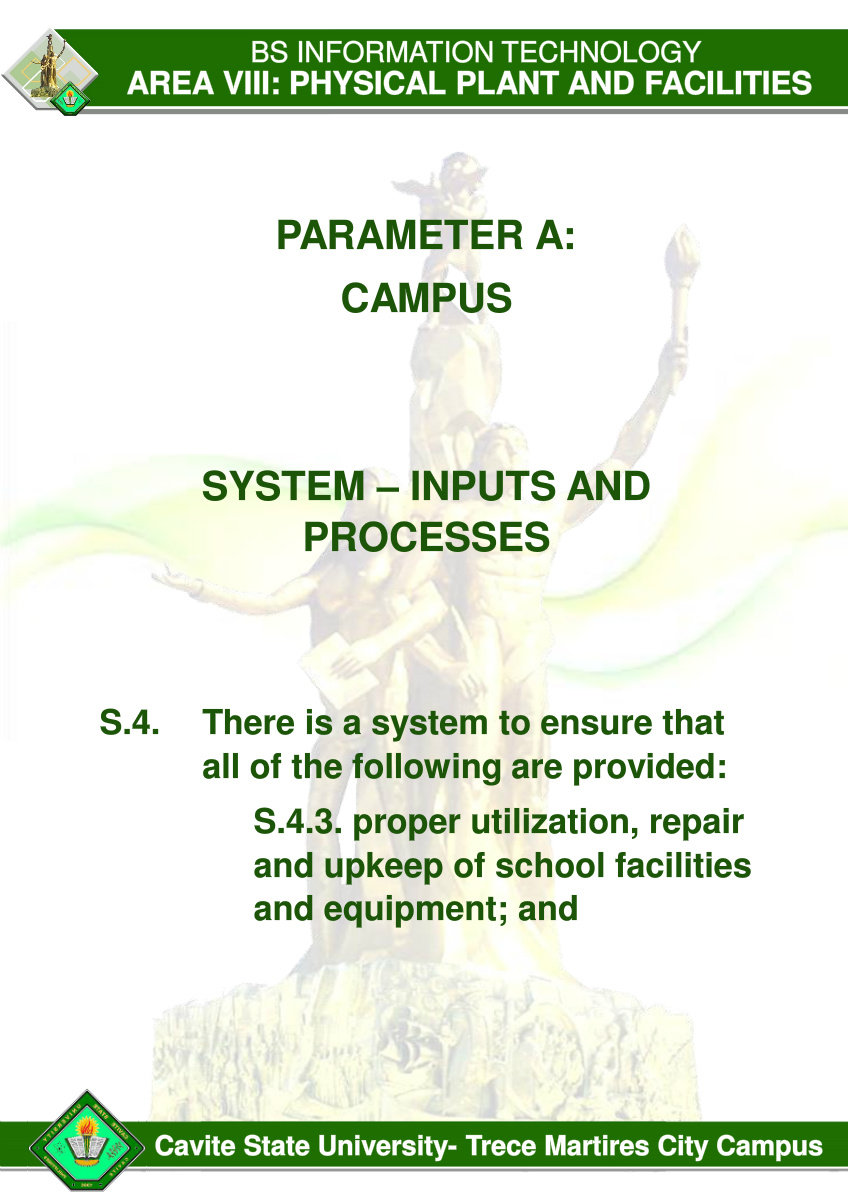 BS INFORMATION TECHNOLOGY
AREA VIII: PHYSICAL PLANT AND FACILITIES
PARAMETER A:
CAMPUS
SYSTEM – INPUTS AND
PROCESSES
S.4. There is a system to ensure that
all of the following are provided:
S.4.3. proper utilization, repair
and upkeep of school facilities
and equipment; and
Cavite State University- Trece Martires City Campus